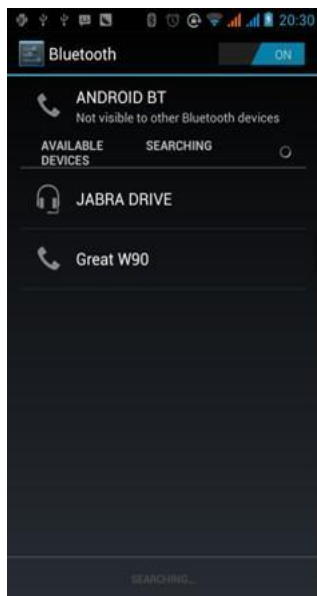 20:30
Bluetooth ON
ANDROID BT
Not visible to other Bluetooth devices
AVAILABLE DEVICES SEARCHING
JABRA DRIVE
Great W90
SEARCHING...